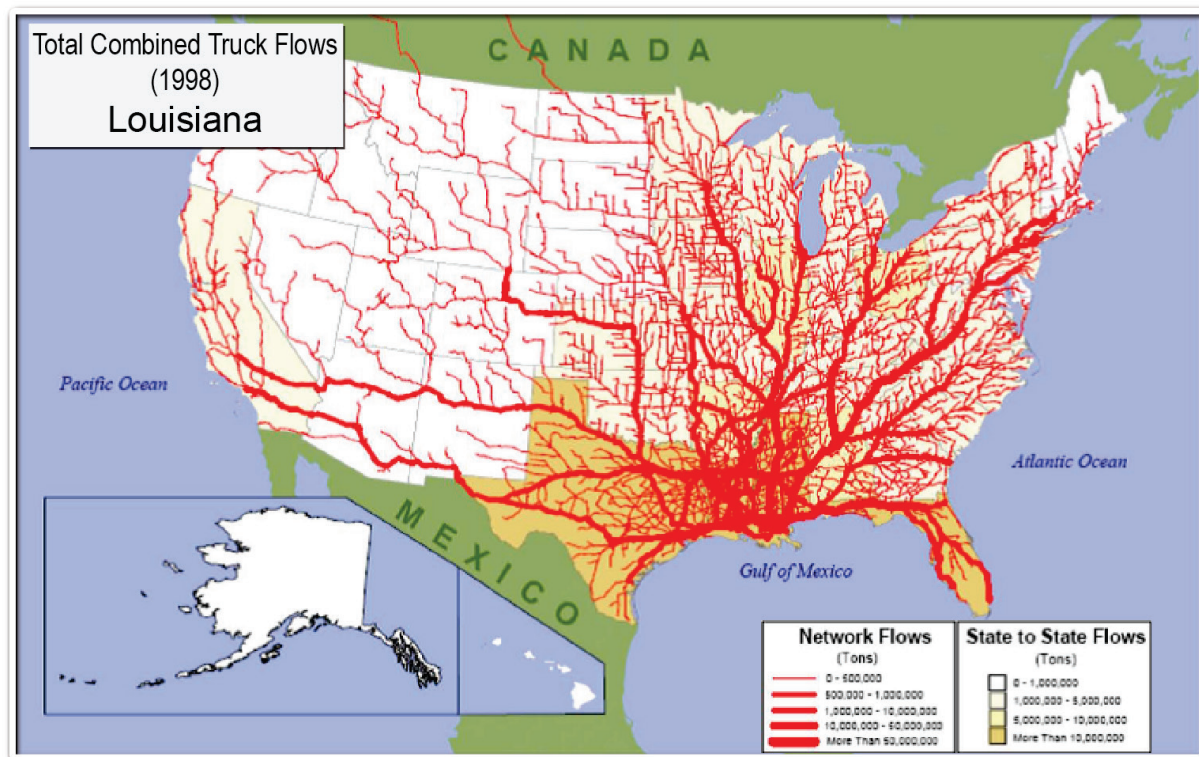 Total Combined Truck Flows
(1998)
Louisiana
CANADA
Pacific Ocean
Atlantic Ocean
MEXICO
Gulf of Mexico
Network Flows
(Tons)
0 - 500,000
500,000 - 1,000,000
1,000,000 - 10,000,000
10,000,000 - 50,000,000
More Than 50,000,000
State to State Flows
(Tons)
0 - 1,000,000
1,000,000 - 5,000,000
5,000,000 - 10,000,000
More Than 10,000,000